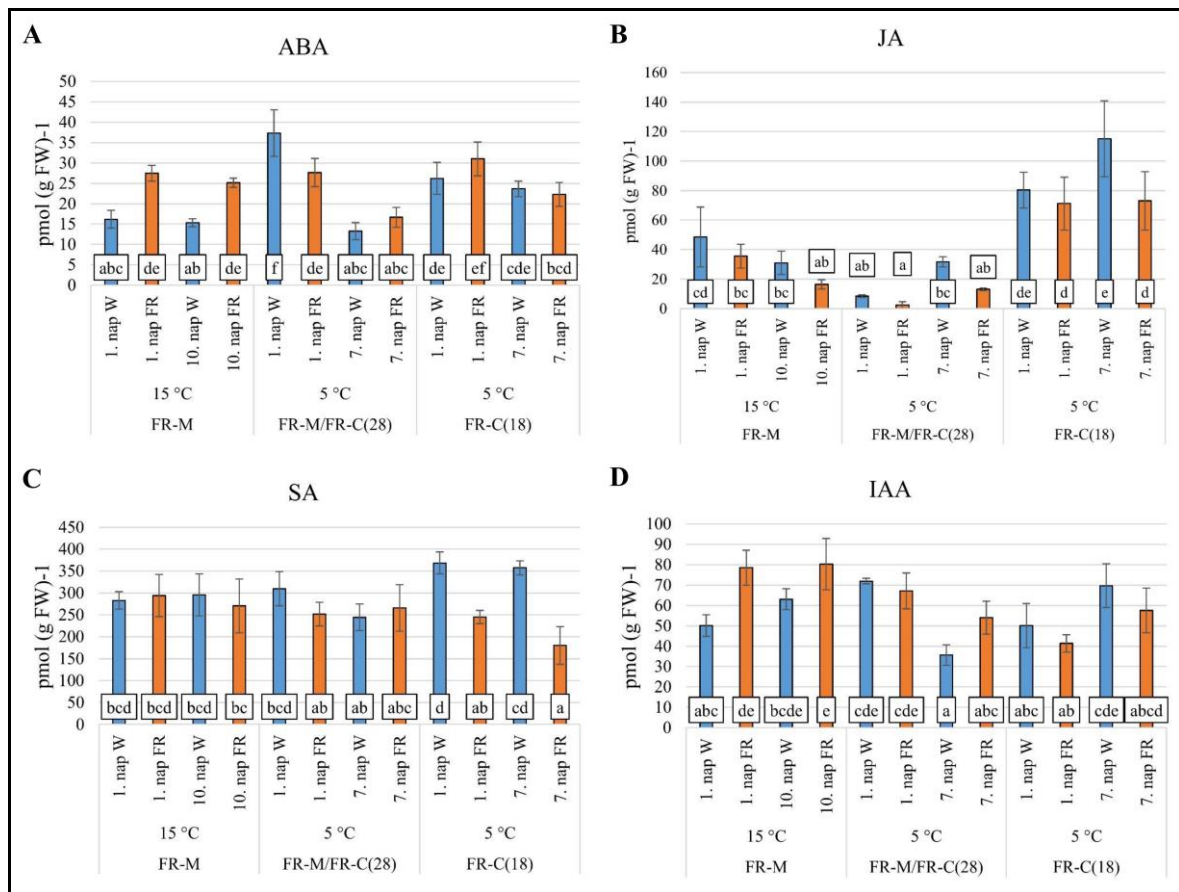 A
ABA
pmol (g FW)-1
50
45
40
35
30
25
20
15
10
5
0
abc de ab de f de abc abc de ef cde bcd
1. nap W 1. nap FR 10. nap W 10. nap FR 1. nap W 1. nap FR 7. nap W 7. nap FR 1. nap W 1. nap FR 7. nap W 7. nap FR
15 °C 5 °C 5 °C
FR-M FR-M/FR-C(28) FR-C(18)
B
JA
pmol (g FW)-1
160
140
120
100
80
60
40
20
0
cd bc bc ab ab a bc ab de d e d
1. nap W 1. nap FR 10. nap W 10. nap FR 1. nap W 1. nap FR 7. nap W 7. nap FR 1. nap W 1. nap FR 7. nap W 7. nap FR
15 °C 5 °C 5 °C
FR-M FR-M/FR-C(28) FR-C(18)
C
SA
pmol (g FW)-1
450
400
350
300
250
200
150
100
50
0
bcd bcd bcd bc bcd ab ab abc d ab cd a
1. nap W 1. nap FR 10. nap W 10. nap FR 1. nap W 1. nap FR 7. nap W 7. nap FR 1. nap W 1. nap FR 7. nap W 7. nap FR
15 °C 5 °C 5 °C
FR-M FR-M/FR-C(28) FR-C(18)
D
IAA
pmol (g FW)-1
100
90
80
70
60
50
40
30
20
10
0
abc de bcde e cde cde a abc abc ab cde abcd
1. nap W 1. nap FR 10. nap W 10. nap FR 1. nap W 1. nap FR 7. nap W 7. nap FR 1. nap W 1. nap FR 7. nap W 7. nap FR
15 °C 5 °C 5 °C
FR-M FR-M/FR-C(28) FR-C(18)